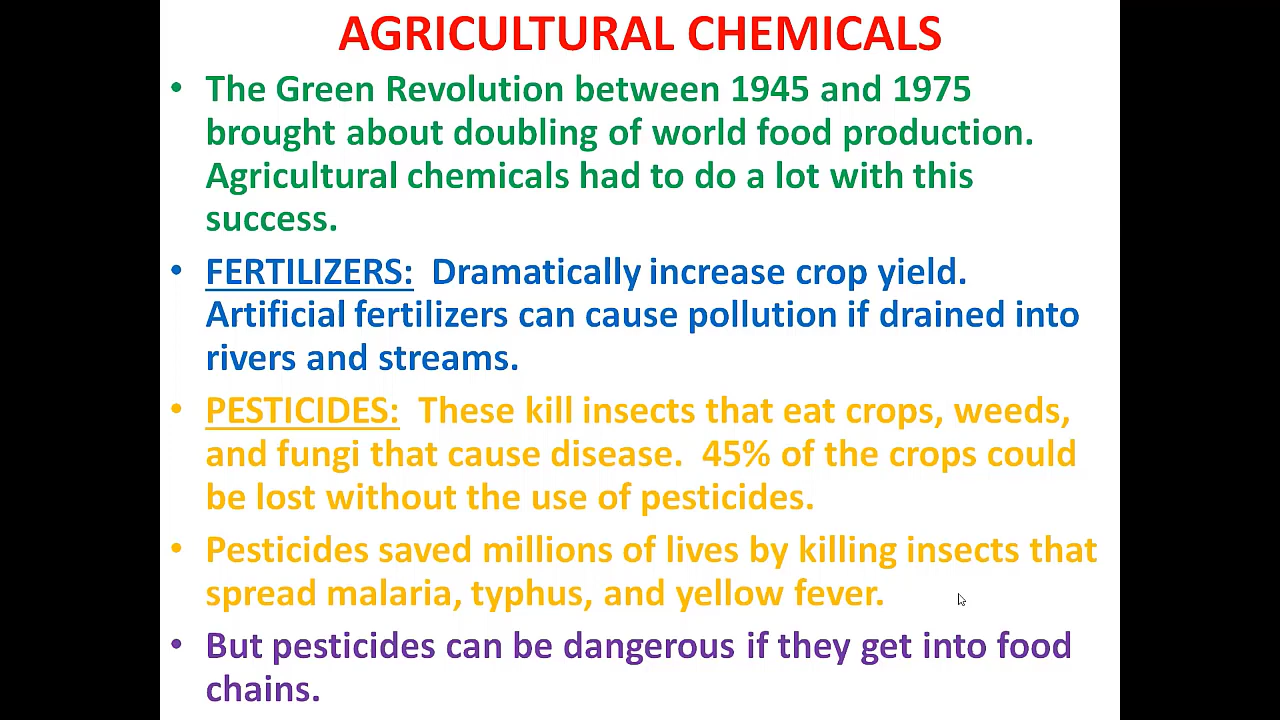 AGRICULTURAL CHEMICALS
• The Green Revolution between 1945 and 1975
brought about doubling of world food production.
Agricultural chemicals had to do a lot with this
success.
• FERTILIZERS: Dramatically increase crop yield.
Artificial fertilizers can cause pollution if drained into
rivers and streams.
• PESTICIDES: These kill insects that eat crops, weeds,
and fungi that cause disease. 45% of the crops could
be lost without the use of pesticides.
• Pesticides saved millions of lives by killing insects that
spread malaria, typhus, and yellow fever.
• But pesticides can be dangerous if they get into food
chains.